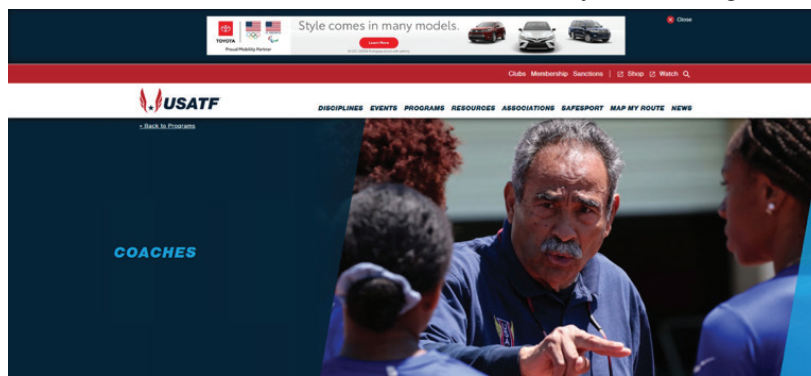 Style comes in many models.
Close
TOYOTA
Proud Mobility Partner
Learn More
Clubs Membership Sanctions | Shop Watch
USATF
DISCIPLINES EVENTS PROGRAMS RESOURCES ASSOCIATIONS SAFESPORT MAP MY ROUTE NEWS
< Back to Programs
COACHES